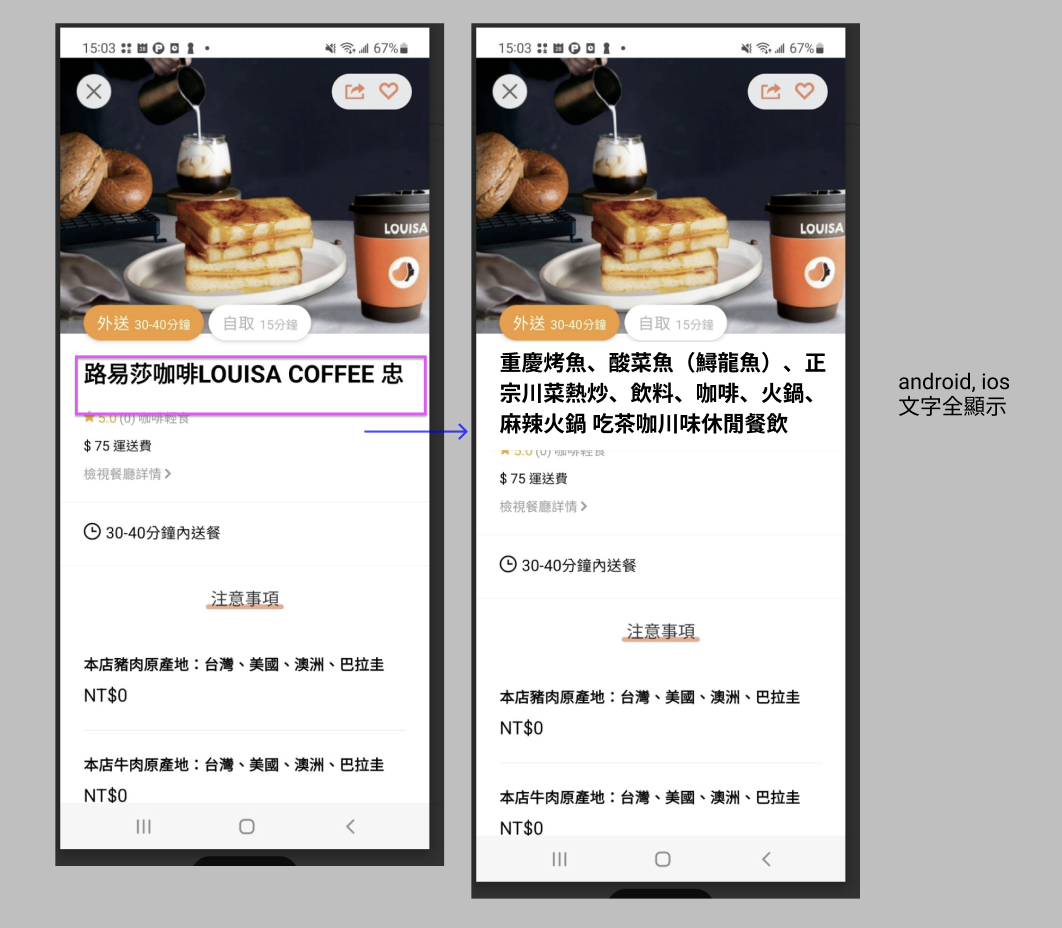 15:03
67%
LOUISA
外送 30-40分鐘
自取 15分鐘
路易莎咖啡LOUISA COFFEE 忠
5.0 (0) 咖啡輕食
$ 75 運送費
檢視餐廳詳情
30-40分鐘內送餐
注意事項
本店豬肉原產地：台灣、美國、澳洲、巴拉圭
NT$0
本店牛肉原產地：台灣、美國、澳洲、巴拉圭
NT$0
15:03
67%
LOUISA
外送 30-40分鐘
自取 15分鐘
重慶烤魚、酸菜魚（鱘龍魚）、正
宗川菜熱炒、飲料、咖啡、火鍋、
麻辣火鍋 吃茶咖川味休閒餐飲
5.0 (0) 咖啡輕食
$ 75 運送費
檢視餐廳詳情
30-40分鐘內送餐
注意事項
本店豬肉原產地：台灣、美國、澳洲、巴拉圭
NT$0
本店牛肉原產地：台灣、美國、澳洲、巴拉圭
NT$0
android, ios
文字全顯示